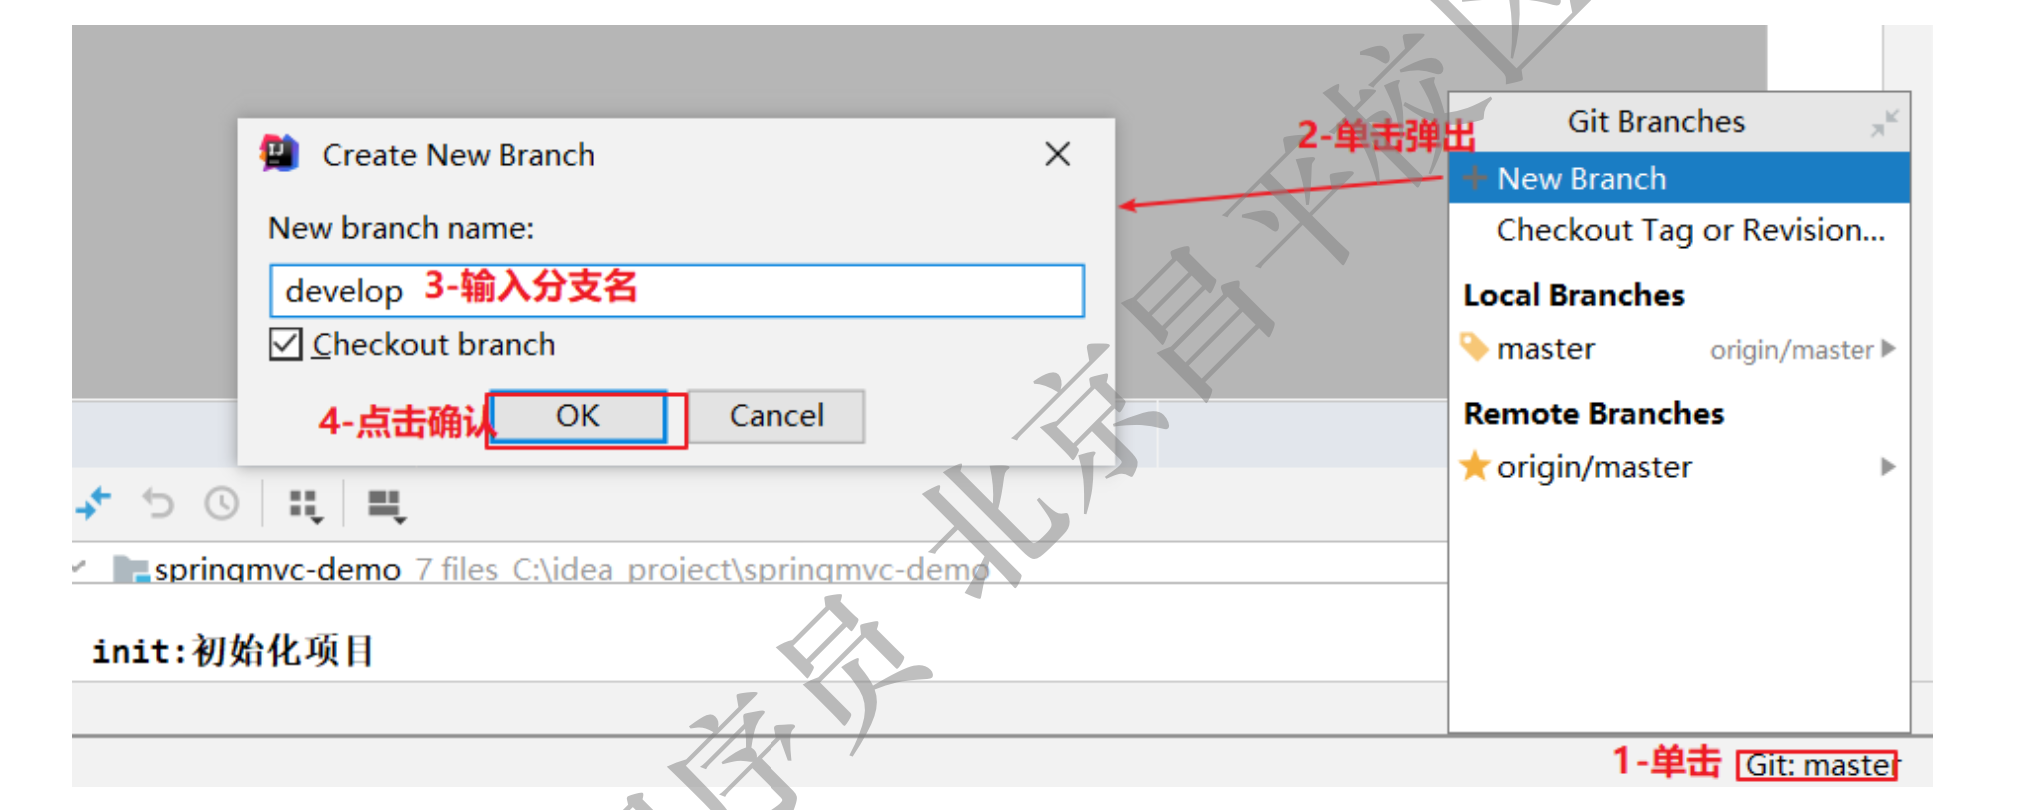 Create New Branch
New branch name:
develop 3-输入分支名
Checkout branch
4-点击确认 OK Cancel
springmvc-demo 7 files C:\idea_project\springmvc-demo
init:初始化项目
2-单击弹出
Git Branches
New Branch
Checkout Tag or Revision...
Local Branches
master origin/master
Remote Branches
origin/master
1-单击 Git: master
序员 北京昌平校区